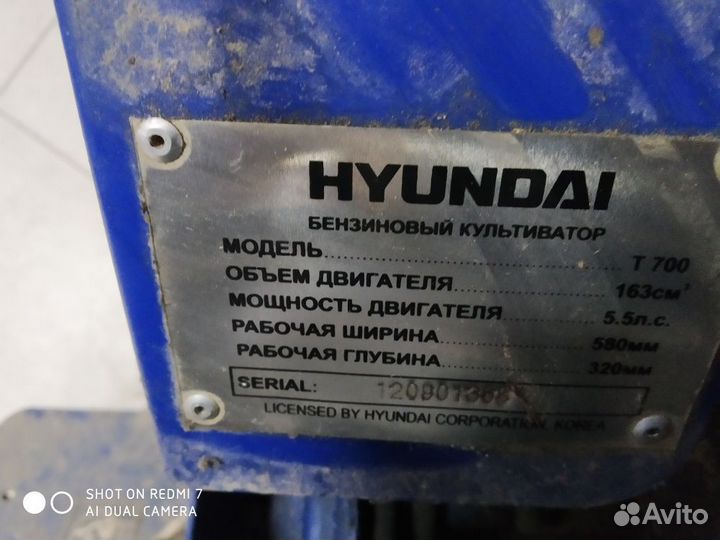 HYUNDAI
БЕНЗИНОВЫЙ КУЛЬТИВАТОР
МОДЕЛЬ.......................................T 700
ОБЪЕМ ДВИГАТЕЛЯ....................163см³
МОЩНОСТЬ ДВИГАТЕЛЯ...............5.5л.с.
РАБОЧАЯ ШИРИНА.....................580мм
РАБОЧАЯ ГЛУБИНА....................320мм
SERIAL:
LICENSED BY HYUNDAI CORPORATION, KOREA
SHOT ON REDMI 7
AI DUAL CAMERA
Avito